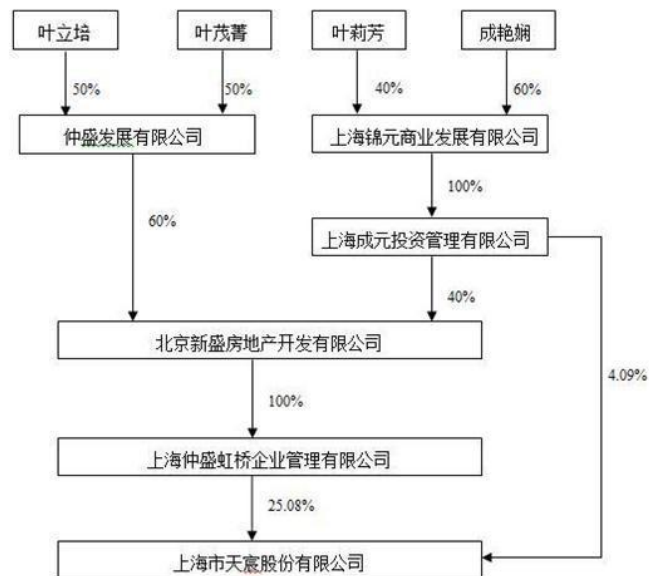 叶立培
叶茂菁
叶莉芳
成艳娴
50%
50%
40%
60%
仲盛发展有限公司
上海锦元商业发展有限公司
100%
60%
上海成元投资管理有限公司
40%
北京新盛房地产开发有限公司
4.09%
100%
上海仲盛虹桥企业管理有限公司
25.08%
上海市天宸股份有限公司